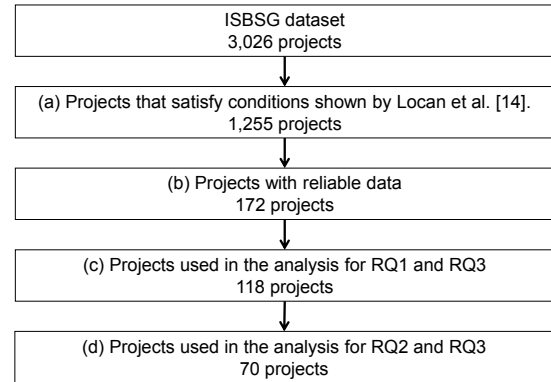 ISBSG dataset
3,026 projects
(a) Projects that satisfy conditions shown by Locan et al. [14].
1,255 projects
(b) Projects with reliable data
172 projects
(c) Projects used in the analysis for RQ1 and RQ3
118 projects
(d) Projects used in the analysis for RQ2 and RQ3
70 projects